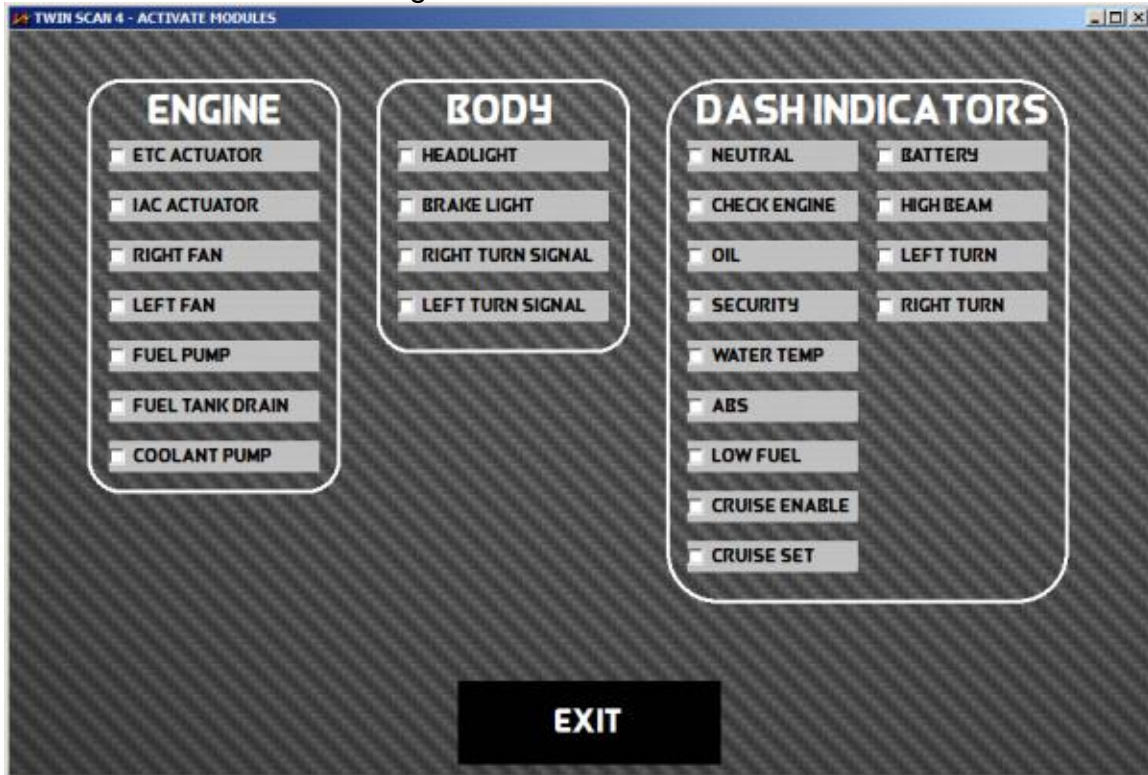 TWIN SCAN 4 - ACTIVATE MODULES
ENGINE
ETC ACTUATOR
IAC ACTUATOR
RIGHT FAN
LEFT FAN
FUEL PUMP
FUEL TANK DRAIN
COOLANT PUMP
BODY
HEADLIGHT
BRAKE LIGHT
RIGHT TURN SIGNAL
LEFT TURN SIGNAL
DASH INDICATORS
NEUTRAL
CHECK ENGINE
OIL
SECURITY
WATER TEMP
ABS
LOW FUEL
CRUISE ENABLE
CRUISE SET
BATTERY
HIGH BEAM
LEFT TURN
RIGHT TURN
EXIT